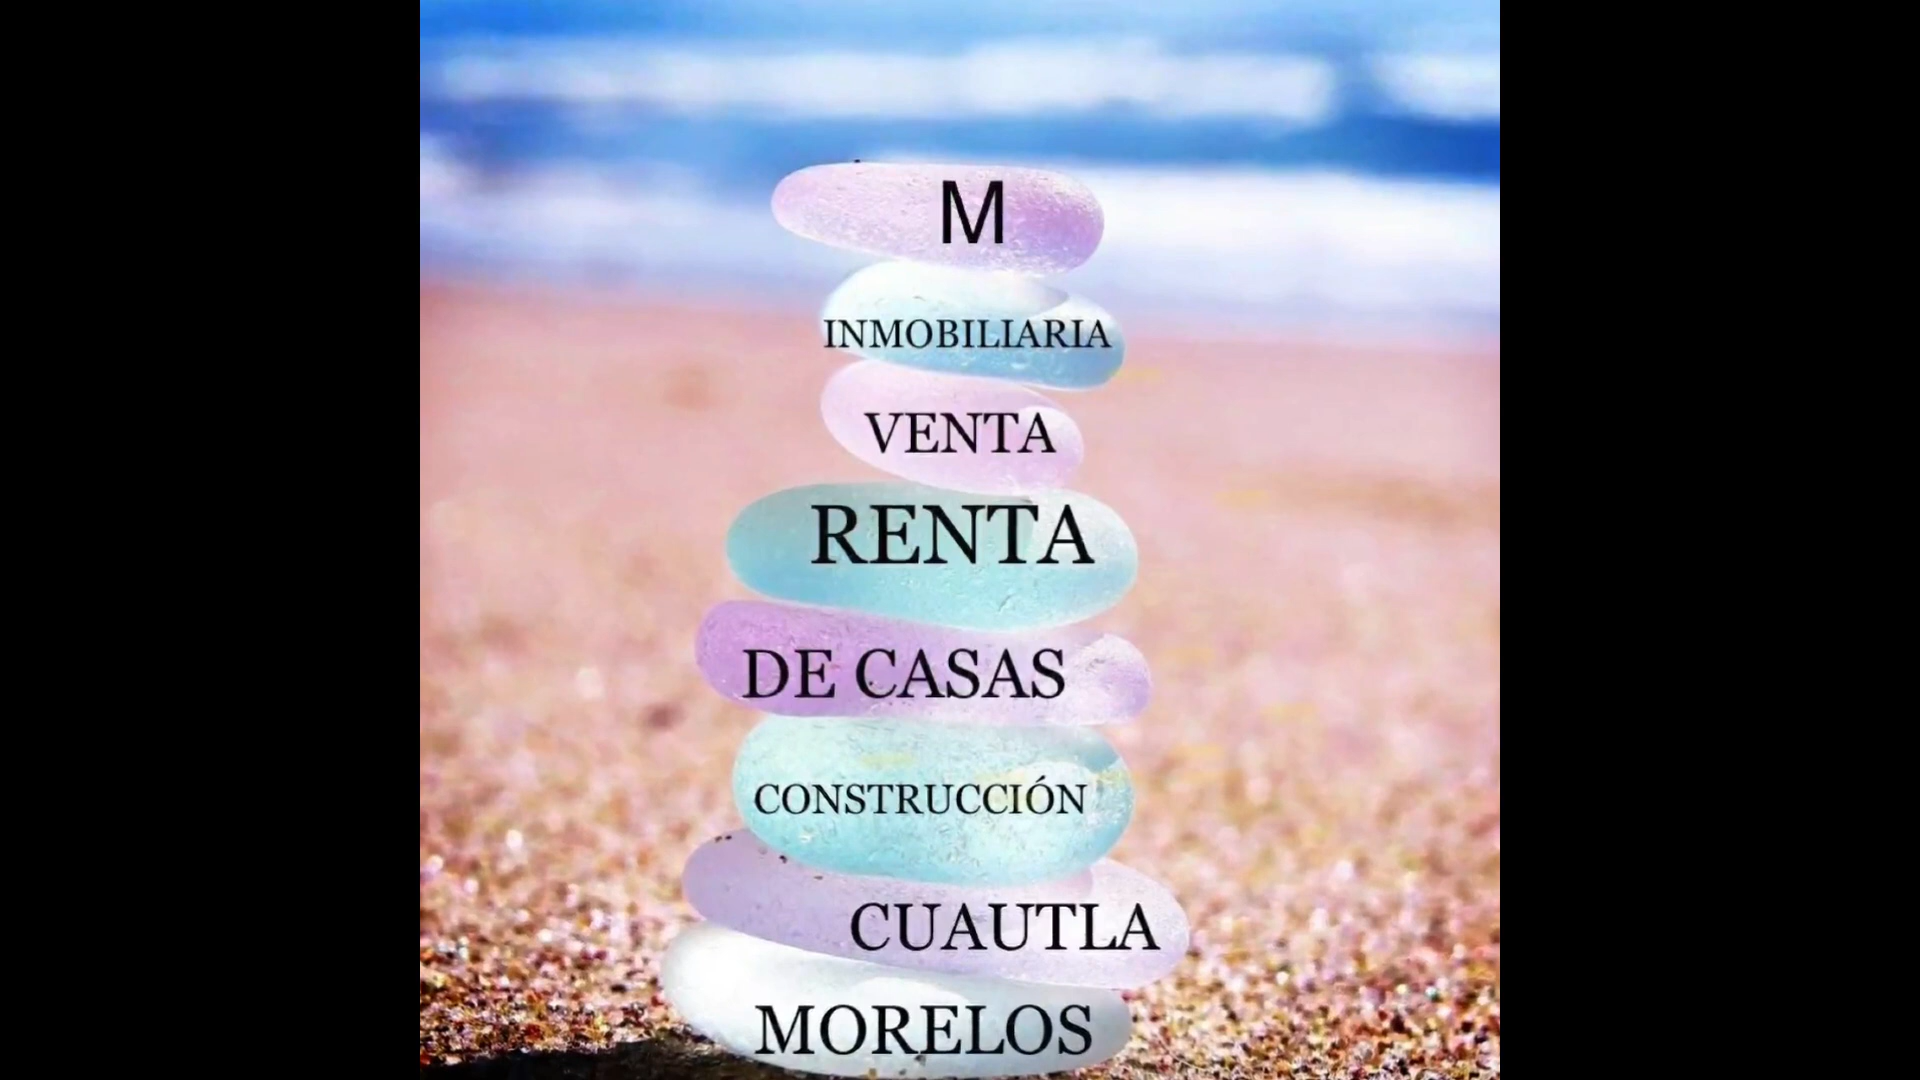 M
INMOBILIARIA
VENTA
RENTA
DE CASAS
CONSTRUCCIÓN
CUAUTLA
MORELOS